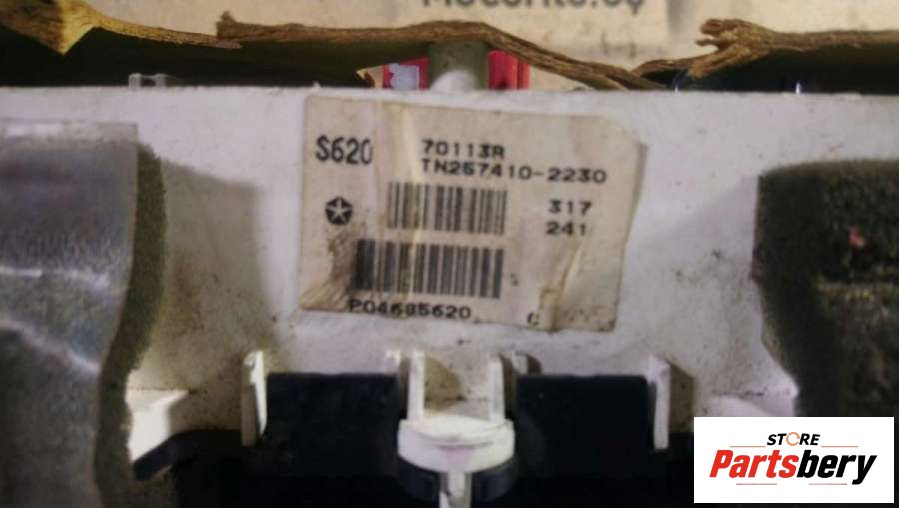 S620
70113R
TN257410-2230
317
241
P04685620
C
STORE
Partsbery